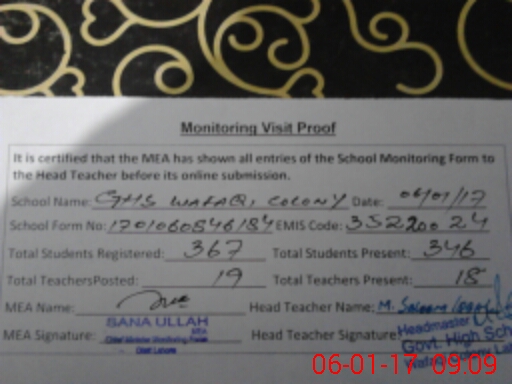 Monitoring Visit Proof
It is certified that the MEA has shown all entries of the School Monitoring Form to
the Head Teacher before its online submission.
School Name: GHS WAFAQI COLONY Date: 06/01/17
School Form No: 1701060846184 EMIS Code: 35220024
Total Students Registered: 367 Total Students Present: 346
Total TeachersPosted: 19 Total Teachers Present: 18
MEA Name: Head Teacher Name: M.
SANA ULLAH
MEA
MEA Signature: Head Teacher Signature: Headmaster
Govt. High Sch
06-01-17 09:09